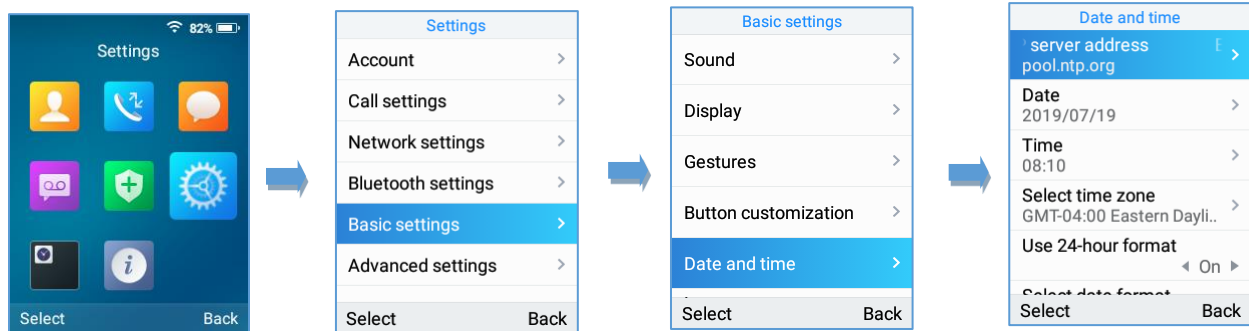 82%
Settings
Select Back
Settings
Account
Call settings
Network settings
Bluetooth settings
Basic settings
Advanced settings
Select Back
Basic settings
Sound
Display
Gestures
Button customization
Date and time
Select Back
Date and time
server address E
pool.ntp.org
Date
2019/07/19
Time
08:10
Select time zone
GMT-04:00 Eastern Dayli..
Use 24-hour format
On
Select date format
Select Back